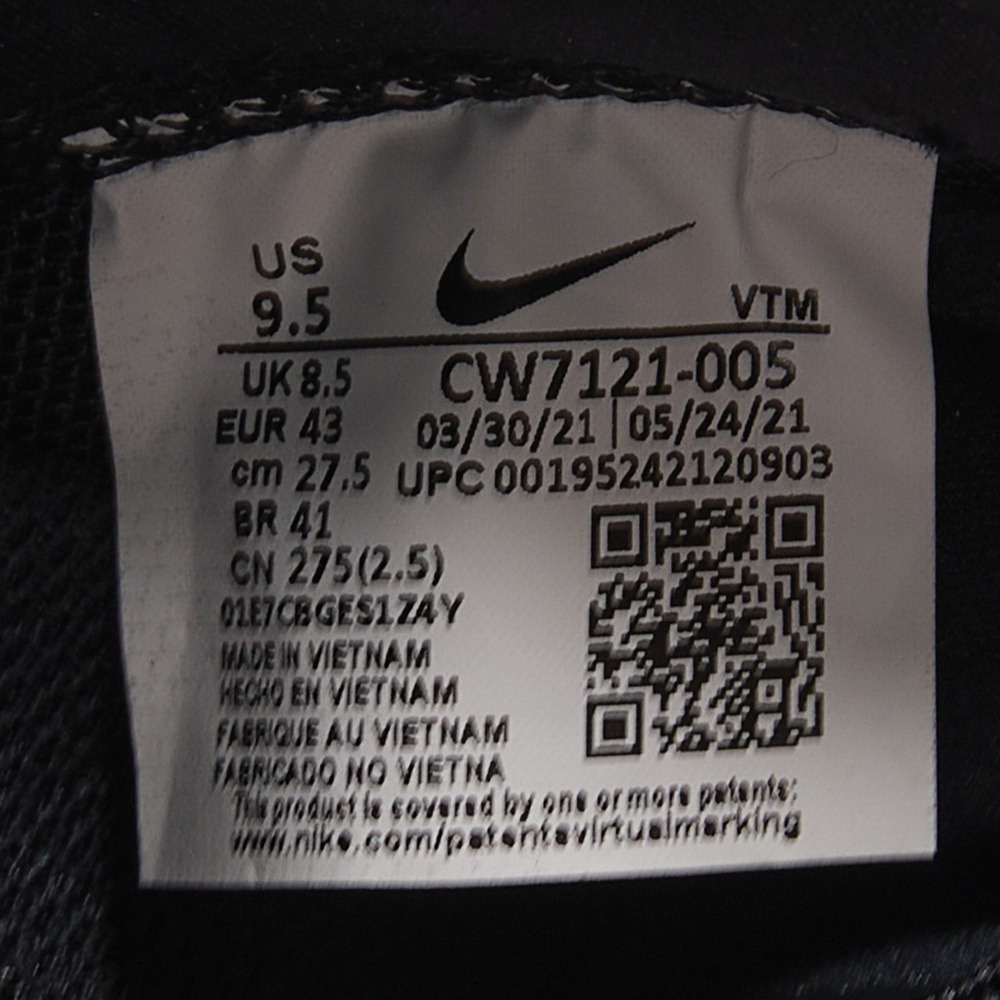 US
9.5
VTM
UK 8.5
CW7121-005
EUR 43
03/30/21 | 05/24/21
cm 27.5
UPC 00195242120903
BR 41
CN 275(2.5)
01E7CBGES1Z4Y
MADE IN VIETNAM
HECHO EN VIETNAM
FABRIQUE AU VIETNAM
FABRICADO NO VIETNA
This product is covered by one or more patents:
www.nike.com/patentsvirtualmarking